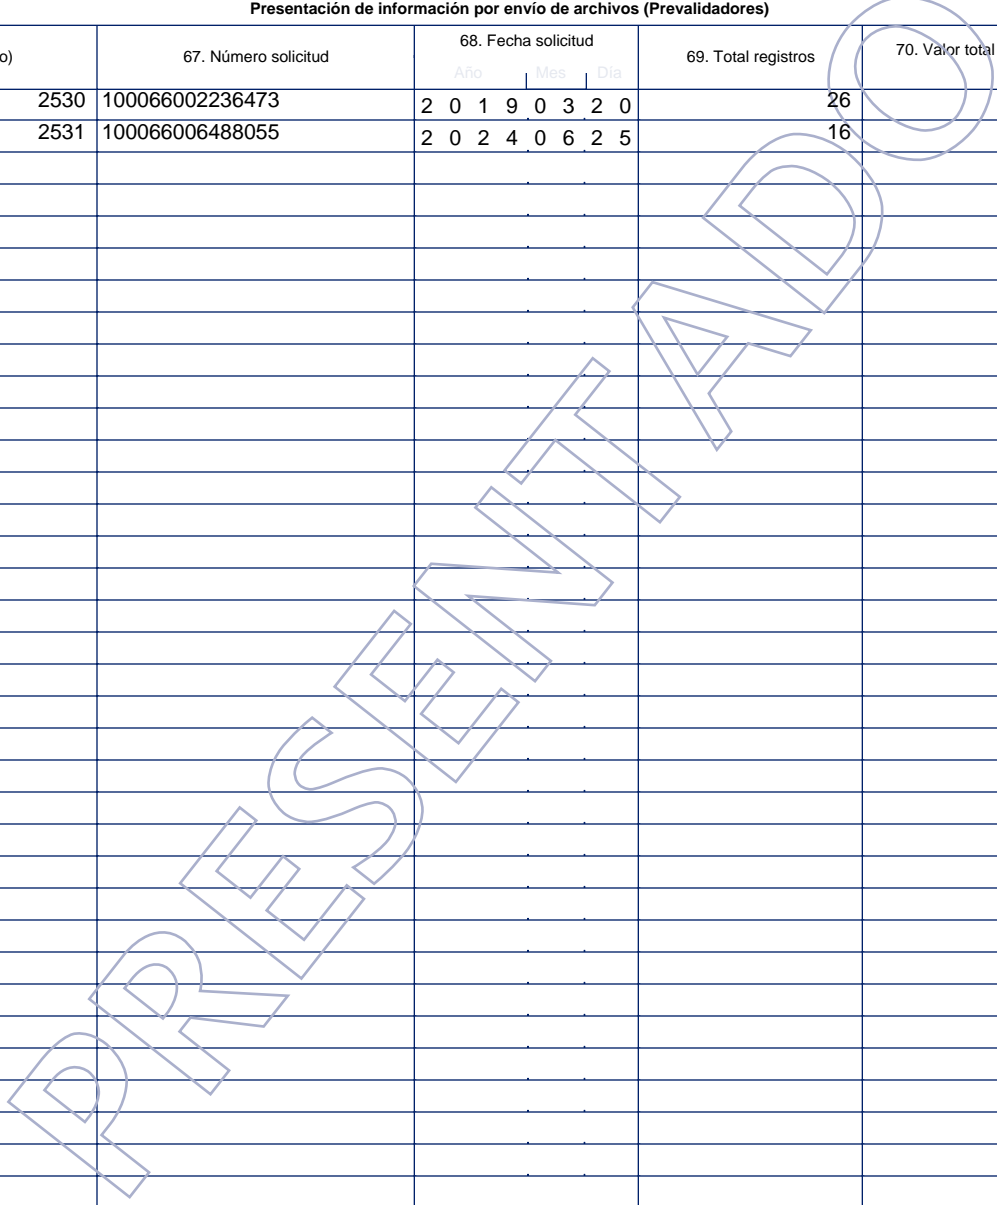 Presentación de información por envío de archivos (Prevalidadores)
o) 67. Número solicitud 68. Fecha solicitud 69. Total registros 70. Valor total
Año Mes Día
2530 100066002236473 2 0 1 9 0 3 2 0 26
2531 100066006488055 2 0 2 4 0 6 2 5 16
PRESENTADO